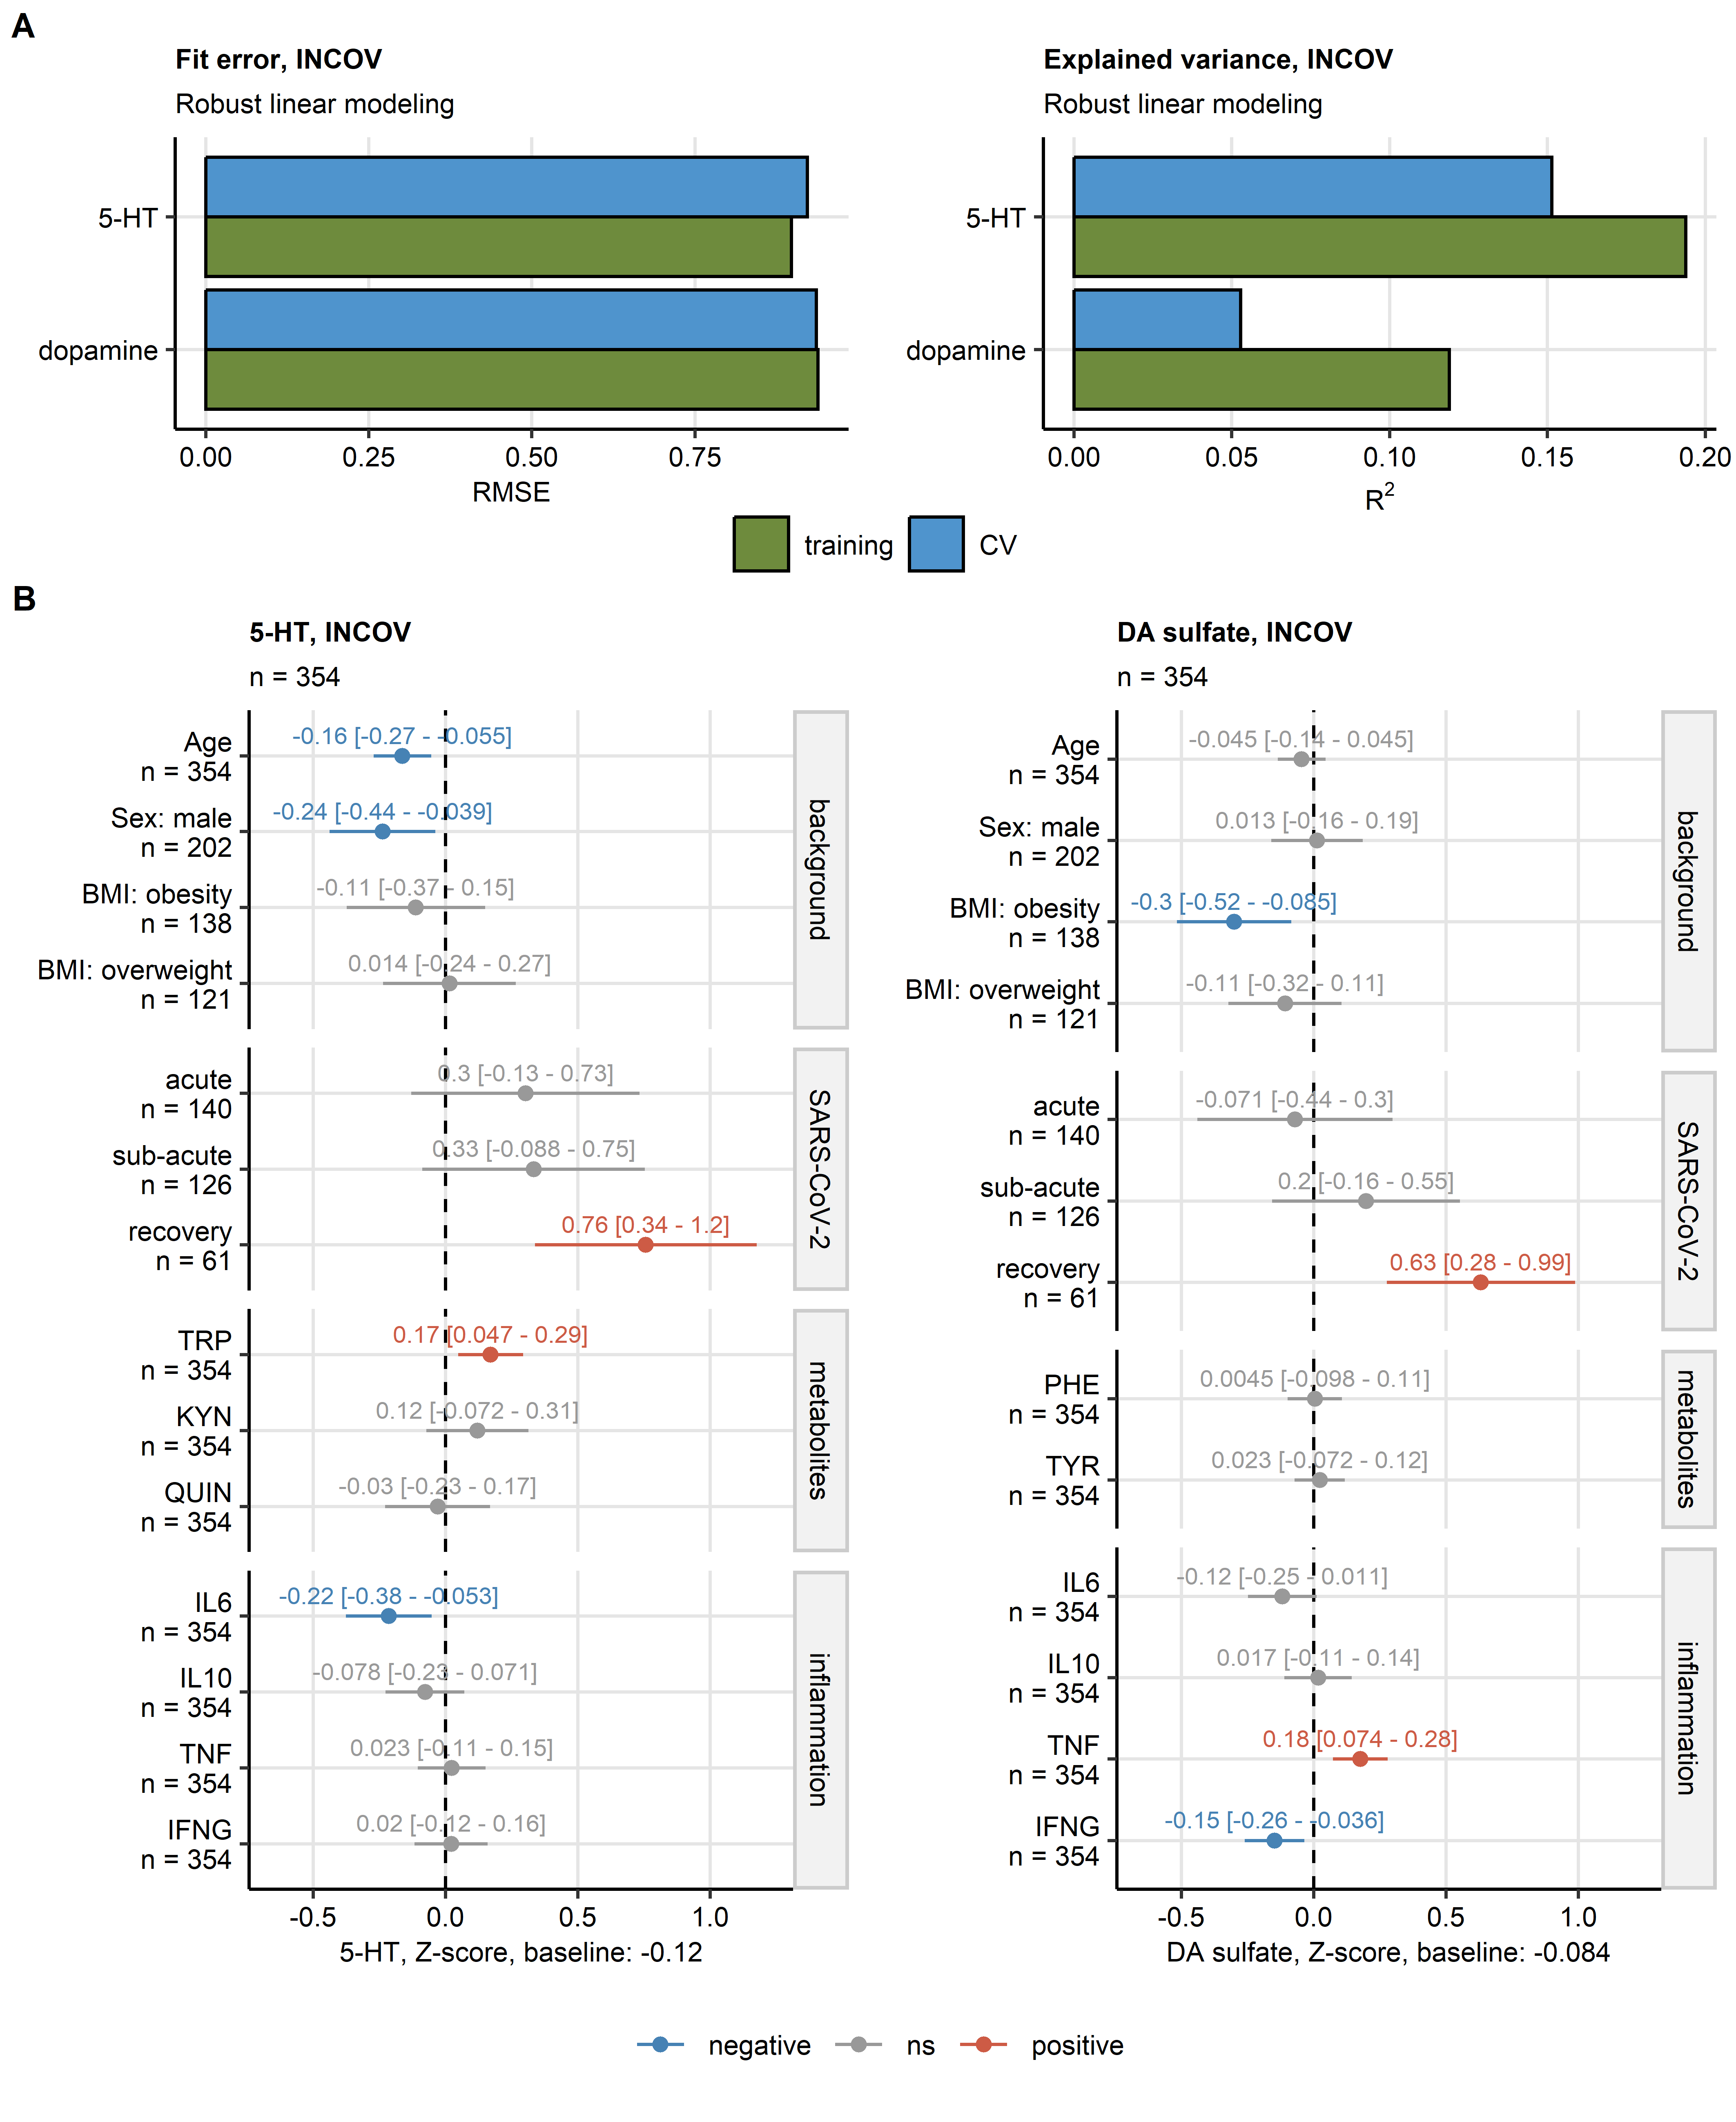 A
Fit error, INCOV
Robust linear modeling
5-HT
dopamine
0.00 0.25 0.50 0.75
RMSE
Explained variance, INCOV
Robust linear modeling
5-HT
dopamine
0.00 0.05 0.10 0.15 0.20
R²
training CV
B
5-HT, INCOV
n = 354
Age
n = 354
-0.16 [-0.27 - -0.055]
Sex: male
n = 202
-0.24 [-0.44 - -0.039]
BMI: obesity
n = 138
-0.11 [-0.37 - 0.15]
BMI: overweight
n = 121
0.014 [-0.24 - 0.27]
background
acute
n = 140
0.3 [-0.13 - 0.73]
sub-acute
n = 126
0.33 [-0.088 - 0.75]
recovery
n = 61
0.76 [0.34 - 1.2]
SARS-CoV-2
TRP
n = 354
0.17 [0.047 - 0.29]
KYN
n = 354
0.12 [-0.072 - 0.31]
QUIN
n = 354
-0.03 [-0.23 - 0.17]
metabolites
IL6
n = 354
-0.22 [-0.38 - -0.053]
IL10
n = 354
-0.078 [-0.23 - 0.071]
TNF
n = 354
0.023 [-0.11 - 0.15]
IFNG
n = 354
0.02 [-0.12 - 0.16]
inflammation
-0.5 0.0 0.5 1.0
5-HT, Z-score, baseline: -0.12
DA sulfate, INCOV
n = 354
Age
n = 354
-0.045 [-0.14 - 0.045]
Sex: male
n = 202
0.013 [-0.16 - 0.19]
BMI: obesity
n = 138
-0.3 [-0.52 - -0.085]
BMI: overweight
n = 121
-0.11 [-0.32 - 0.11]
background
acute
n = 140
-0.071 [-0.44 - 0.3]
sub-acute
n = 126
0.2 [-0.16 - 0.55]
recovery
n = 61
0.63 [0.28 - 0.99]
SARS-CoV-2
PHE
n = 354
0.0045 [-0.098 - 0.11]
TYR
n = 354
0.023 [-0.072 - 0.12]
metabolites
IL6
n = 354
-0.12 [-0.25 - 0.011]
IL10
n = 354
0.017 [-0.11 - 0.14]
TNF
n = 354
0.18 [0.074 - 0.28]
IFNG
n = 354
-0.15 [-0.26 - -0.036]
inflammation
-0.5 0.0 0.5 1.0
DA sulfate, Z-score, baseline: -0.084
negative ns positive